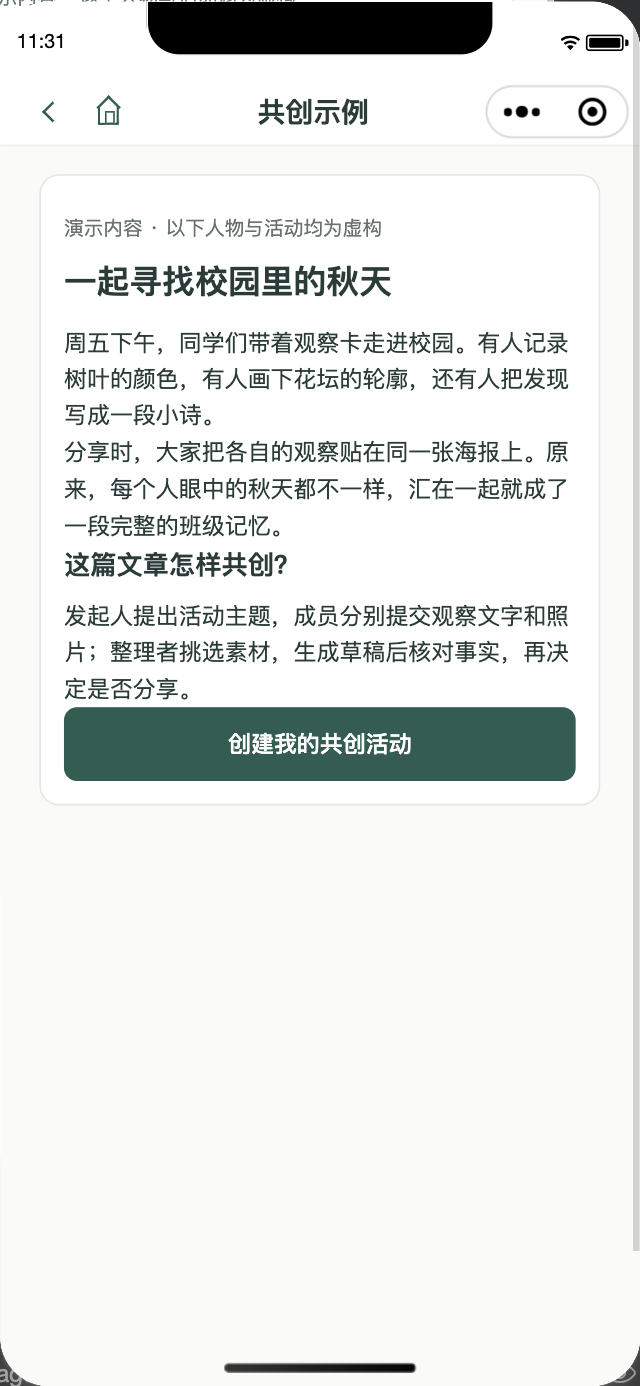 11:31
共创示例
演示内容 · 以下人物与活动均为虚构
一起寻找校园里的秋天
周五下午，同学们带着观察卡走进校园。有人记录
树叶的颜色，有人画下花坛的轮廓，还有人把发现
写成一段小诗。
分享时，大家把各自的观察贴在同一张海报上。原
来，每个人眼中的秋天都不一样，汇在一起就成了
一段完整的班级记忆。
这篇文章怎样共创？
发起人提出活动主题，成员分别提交观察文字和照
片；整理者挑选素材，生成草稿后核对事实，再决
定是否分享。
创建我的共创活动